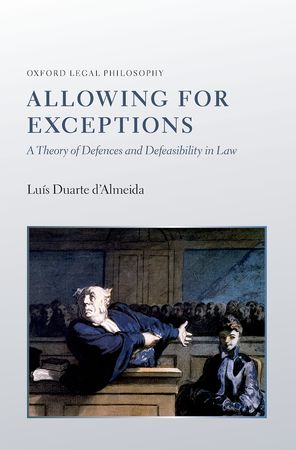 OXFORD LEGAL PHILOSOPHY
ALLOWING FOR
EXCEPTIONS
A Theory of Defences and Defeasibility in Law
Luís Duarte d'Almeida